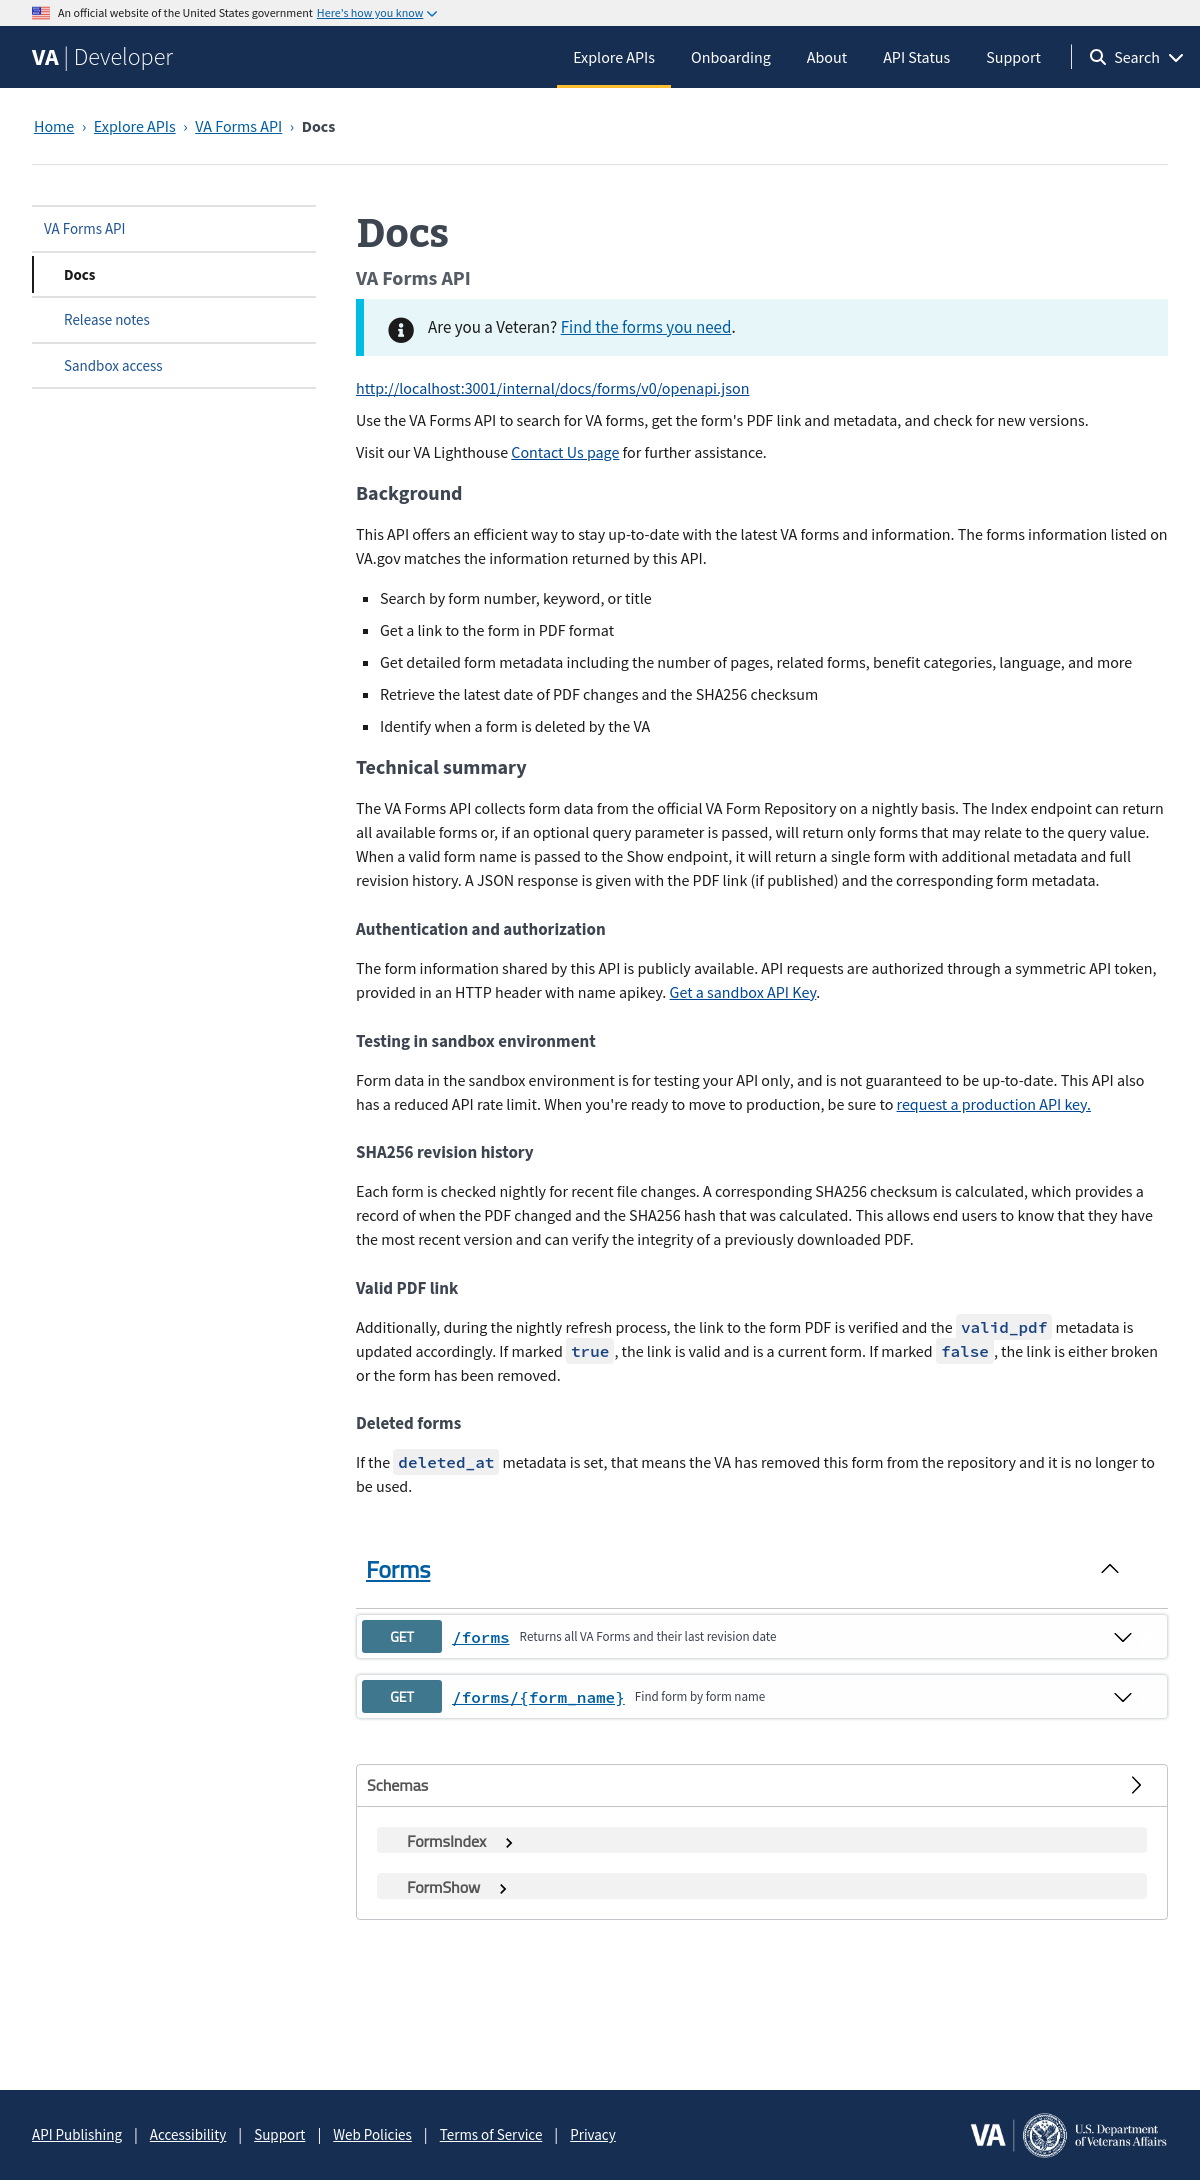 An official website of the United States government Here's how you know
VA | Developer
Explore APIs Onboarding About API Status Support Search
Home › Explore APIs › VA Forms API › Docs
VA Forms API
Docs
Release notes
Sandbox access
Docs
VA Forms API
Are you a Veteran? Find the forms you need.
http://localhost:3001/internal/docs/forms/v0/openapi.json
Use the VA Forms API to search for VA forms, get the form's PDF link and metadata, and check for new versions.
Visit our VA Lighthouse Contact Us page for further assistance.
Background
This API offers an efficient way to stay up-to-date with the latest VA forms and information. The forms information listed on
VA.gov matches the information returned by this API.
Search by form number, keyword, or title
Get a link to the form in PDF format
Get detailed form metadata including the number of pages, related forms, benefit categories, language, and more
Retrieve the latest date of PDF changes and the SHA256 checksum
Identify when a form is deleted by the VA
Technical summary
The VA Forms API collects form data from the official VA Form Repository on a nightly basis. The Index endpoint can return
all available forms or, if an optional query parameter is passed, will return only forms that may relate to the query value.
When a valid form name is passed to the Show endpoint, it will return a single form with additional metadata and full
revision history. A JSON response is given with the PDF link (if published) and the corresponding form metadata.
Authentication and authorization
The form information shared by this API is publicly available. API requests are authorized through a symmetric API token,
provided in an HTTP header with name apikey. Get a sandbox API Key.
Testing in sandbox environment
Form data in the sandbox environment is for testing your API only, and is not guaranteed to be up-to-date. This API also
has a reduced API rate limit. When you're ready to move to production, be sure to request a production API key.
SHA256 revision history
Each form is checked nightly for recent file changes. A corresponding SHA256 checksum is calculated, which provides a
record of when the PDF changed and the SHA256 hash that was calculated. This allows end users to know that they have
the most recent version and can verify the integrity of a previously downloaded PDF.
Valid PDF link
Additionally, during the nightly refresh process, the link to the form PDF is verified and the valid_pdf metadata is
updated accordingly. If marked true, the link is valid and is a current form. If marked false, the link is either broken
or the form has been removed.
Deleted forms
If the deleted_at metadata is set, that means the VA has removed this form from the repository and it is no longer to
be used.
Forms
GET /forms Returns all VA Forms and their last revision date
GET /forms/{form_name} Find form by form name
Schemas
FormsIndex
FormShow
API Publishing | Accessibility | Support | Web Policies | Terms of Service | Privacy
VA | U.S. Department
of Veterans Affairs